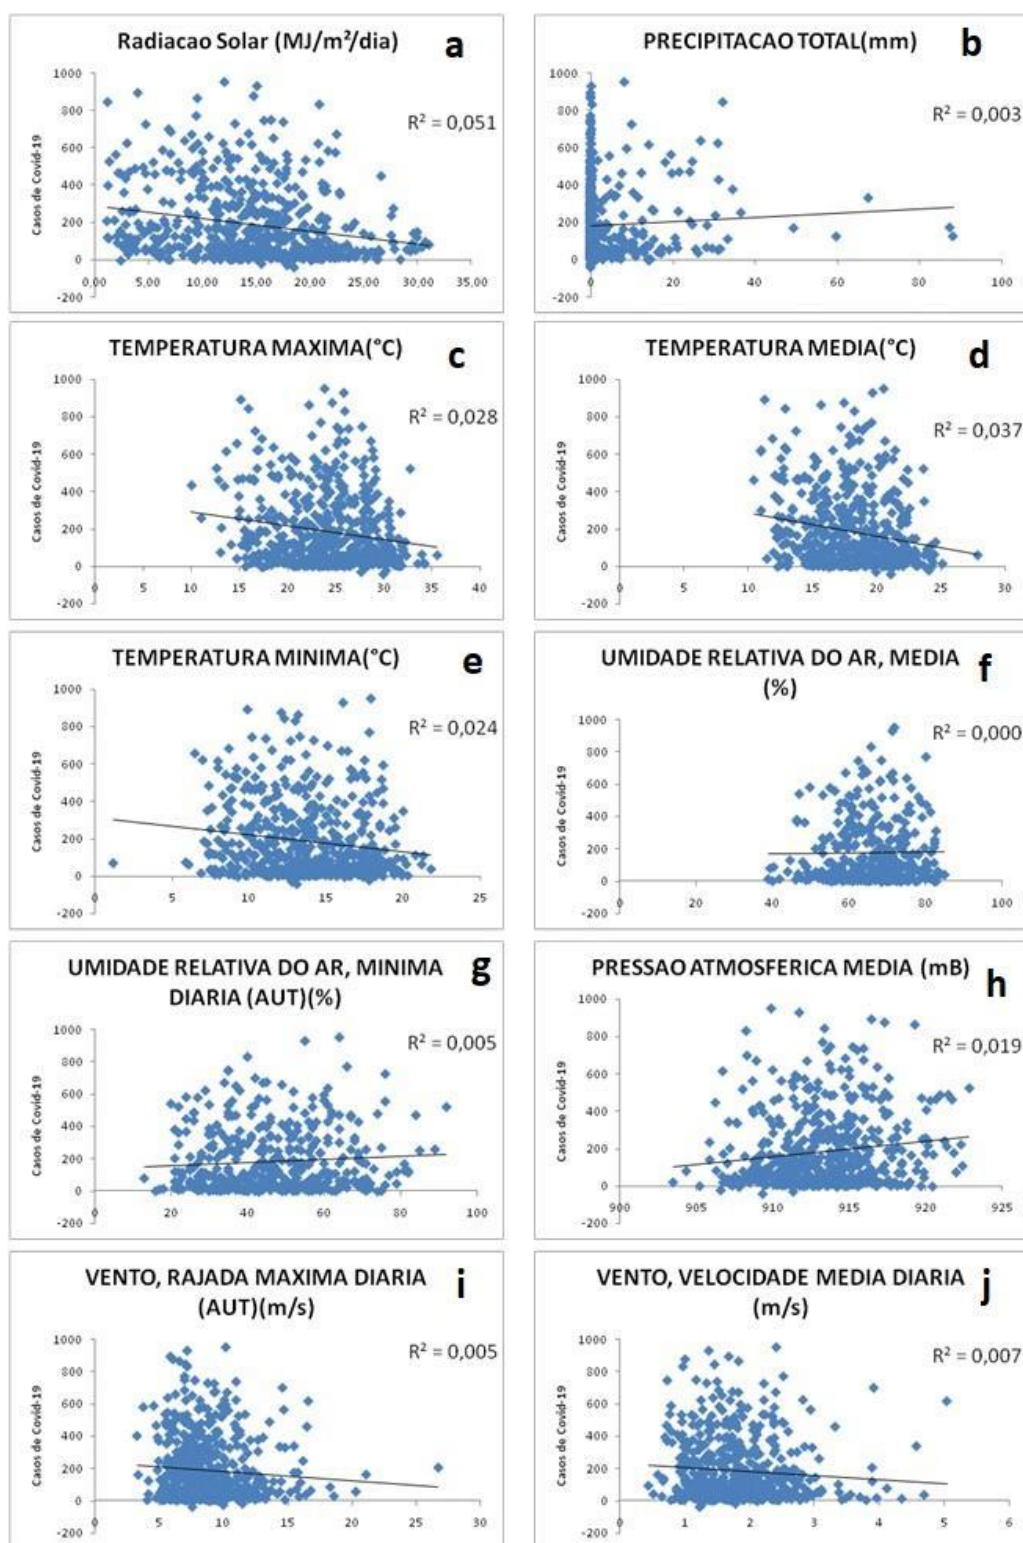 Radiacao Solar (MJ/m²/dia) a
R² = 0,051
Casos de Covid-19
1000
800
600
400
200
0
-200
0,00 5,00 10,00 15,00 20,00 25,00 30,00 35,00
PRECIPITACAO TOTAL(mm) b
R² = 0,003
Casos de Covid-19
1000
800
600
400
200
0
-200
0 20 40 60 80 100
TEMPERATURA MAXIMA(°C) c
R² = 0,028
Casos de Covid-19
1000
800
600
400
200
0
-200
0 5 10 15 20 25 30 35 40
TEMPERATURA MEDIA(°C) d
R² = 0,037
Casos de Covid-19
1000
800
600
400
200
0
-200
0 5 10 15 20 25 30
TEMPERATURA MINIMA(°C) e
R² = 0,024
Casos de Covid-19
1000
800
600
400
200
0
-200
0 5 10 15 20 25
UMIDADE RELATIVA DO AR, MEDIA f
(%)
R² = 0,000
Casos de Covid-19
1000
800
600
400
200
0
-200
0 20 40 60 80 100
UMIDADE RELATIVA DO AR, MINIMA g
DIARIA (AUT)(%)
R² = 0,005
Casos de Covid-19
1000
800
600
400
200
0
-200
0 20 40 60 80 100
PRESSAO ATMOSFERICA MEDIA (mB) h
R² = 0,019
Casos de Covid-19
1000
800
600
400
200
0
-200
900 905 910 915 920 925
VENTO, RAJADA MAXIMA DIARIA i
(AUT)(m/s)
R² = 0,005
Casos de Covid-19
1000
800
600
400
200
0
-200
0 5 10 15 20 25 30
VENTO, VELOCIDADE MEDIA DIARIA j
(m/s)
R² = 0,007
Casos de Covid-19
1000
800
600
400
200
0
-200
0 1 2 3 4 5 6